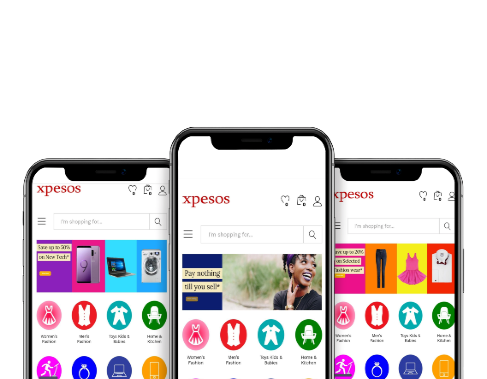 xpesos
I'm shopping for...
Save up to 50%
on New Tech*
Women's
Fashion
Men's
Fashion
Toys Kids &
Babies
Home &
Kitchen
xpesos
I'm shopping for...
Pay nothing
till you sell*
Women's
Fashion
Men's
Fashion
Toys Kids &
Babies
Home &
Kitchen
xpesos
I'm shopping for...
save up to 20%
on Selected
fashion wear*
Women's
Fashion
Men's
Fashion
Toys Kids &
Babies
Home &
Kitchen